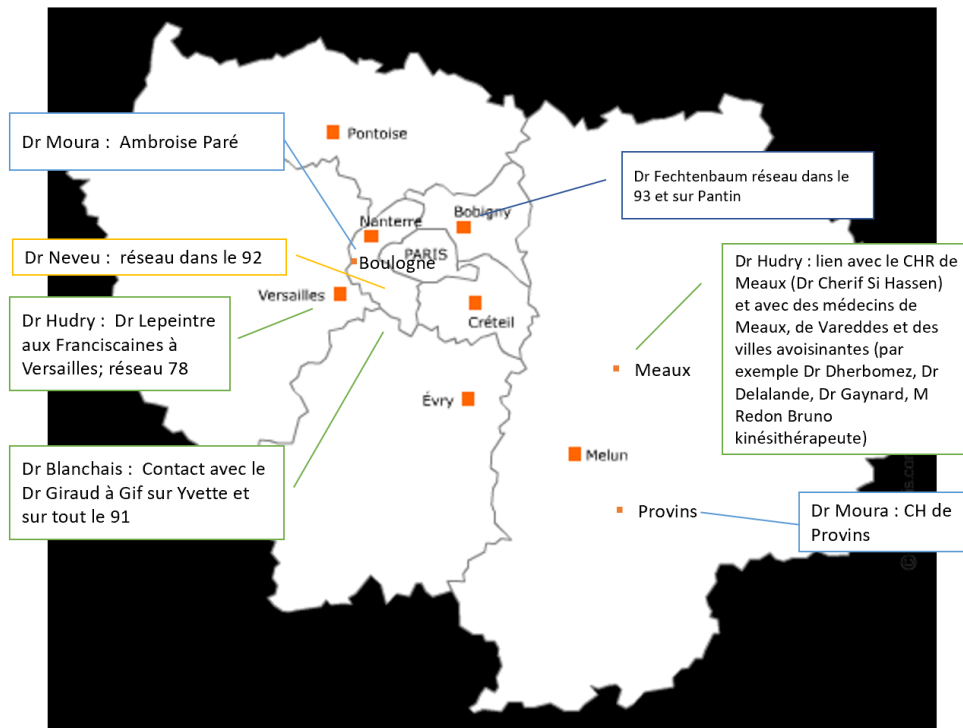 Pontoise
Dr Moura :  Ambroise Paré
Dr Fechtenbaum réseau dans le
93 et sur Pantin
Nanterre
Bobigny
PARIS
Boulogne
Dr Neveu :  réseau dans le 92
Versailles
Créteil
Dr Hudry :  Dr Lepeintre
aux Franciscaines à
Versailles; réseau 78
Dr Hudry : lien avec le CHR de
Meaux (Dr Cherif Si Hassen)
et avec des médecins de
Meaux, de Vareddes et des
villes avoisinantes (par
exemple Dr Dherbomez, Dr
Delalande, Dr Gaynard, M
Redon Bruno
kinésithérapeute)
Meaux
Évry
Melun
Dr Blanchais :  Contact avec le
Dr Giraud à Gif sur Yvette et
sur tout le 91
Provins
Dr Moura : CH de
Provins